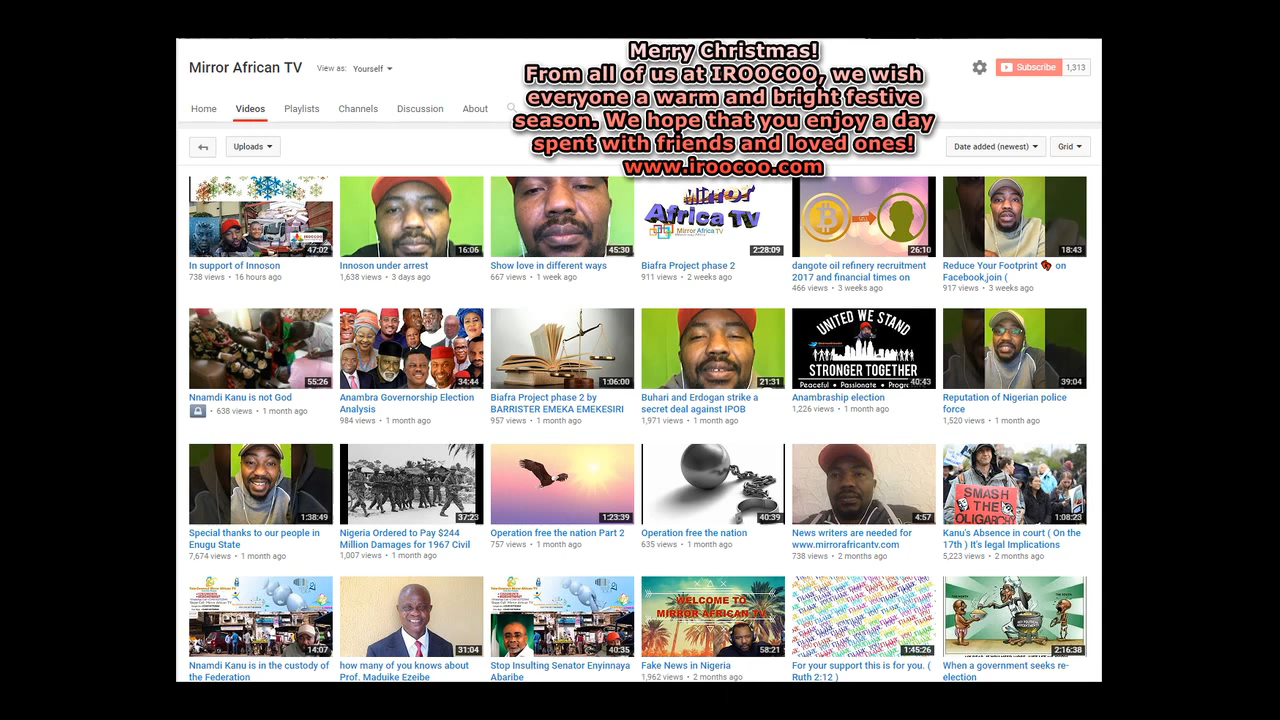 Merry Christmas!
From all of us at IROOCOO, we wish
everyone a warm and bright festive
season. We hope that you enjoy a day
spent with friends and loved ones!
www.iroocoo.com
Mirror African TV
View as: Yourself
Subscribe 1,313
Home Videos Playlists Channels Discussion About
Uploads
Date added (newest) Grid
47:02
16:06
45:30
Mirror
Africa TV
Mirror Africa TV
2:28:09
26:10
18:43
In support of Innoson
738 views • 16 hours ago
Innoson under arrest
1,638 views • 3 days ago
Show love in different ways
667 views • 1 week ago
Biafra Project phase 2
911 views • 2 weeks ago
dangote oil refinery recruitment
2017 and financial times on
466 views • 3 weeks ago
Reduce Your Footprint 👣 on
Facebook,join (
917 views • 3 weeks ago
55:26
34:44
1:06:00
21:31
UNITED WE STAND
STRONGER TOGETHER
Peaceful • Passionate • Progre
40:43
39:04
Nnamdi Kanu is not God
638 views • 1 month ago
Anambra Governorship Election
Analysis
984 views • 1 month ago
Biafra Project phase 2 by
BARRISTER EMEKA EMEKESIRI
957 views • 1 month ago
Buhari and Erdogan strike a
secret deal against IPOB
1,971 views • 1 month ago
Anambraship election
1,226 views • 1 month ago
Reputation of Nigerian police
force
1,520 views • 1 month ago
1:38:49
37:23
1:23:39
40:39
4:57
SMASH
THE
OLIGARCHY
1:08:23
Special thanks to our people in
Enugu State
7,674 views • 1 month ago
Nigeria Ordered to Pay $244
Million Damages for 1967 Civil
1,007 views • 1 month ago
Operation free the nation Part 2
757 views • 1 month ago
Operation free the nation
635 views • 1 month ago
News writers are needed for
www.mirrorafricantv.com
738 views • 2 months ago
Kanu's Absence in court ( On the
17th ) It's legal Implications
5,223 views • 2 months ago
14:07
31:04
40:35
WELCOME TO
MIRROR AFRICAN TV
58:21
1:45:26
2:16:38
Nnamdi Kanu is in the custody of
the Federation
how many of you knows about
Prof. Maduike Ezeibe
Stop Insulting Senator Enyinnaya
Abaribe
Fake News in Nigeria
1,962 views • 2 months ago
For your support this is for you. (
Ruth 2:12 )
When a government seeks re-
election